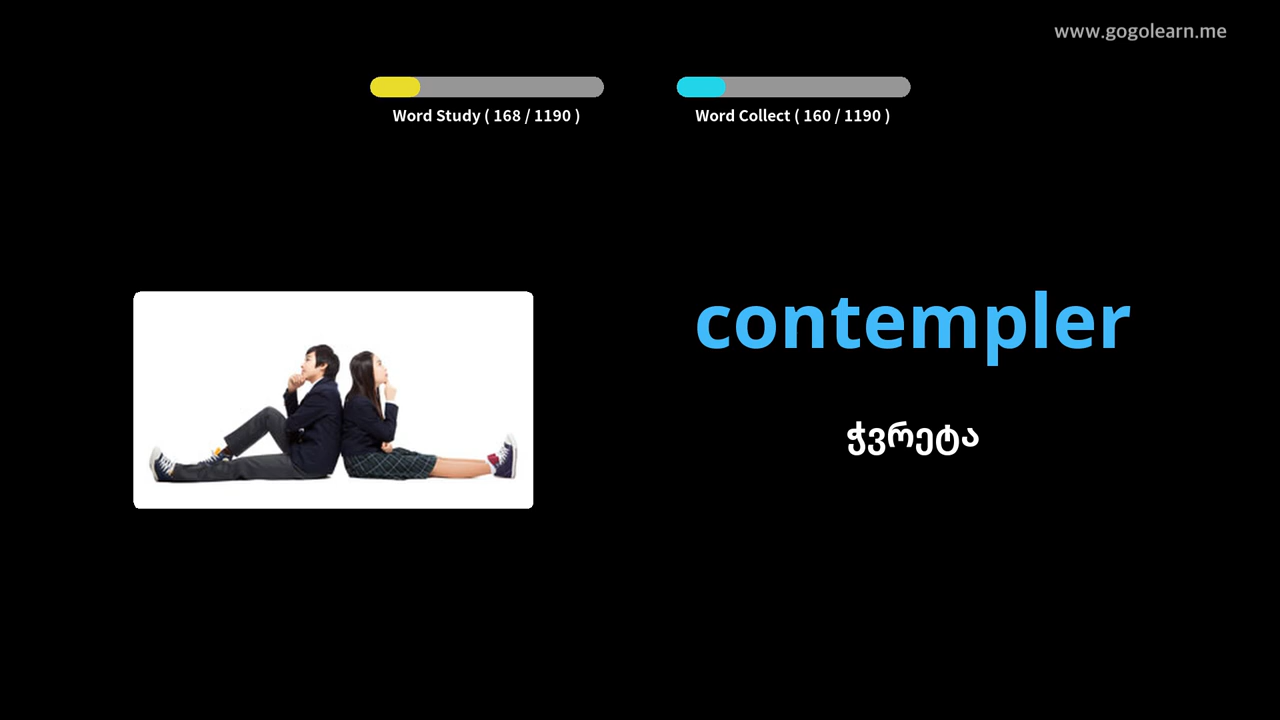 www.gogolearn.me
Word Study ( 168 / 1190 )
Word Collect ( 160 / 1190 )
contempler
ჭვრეტა